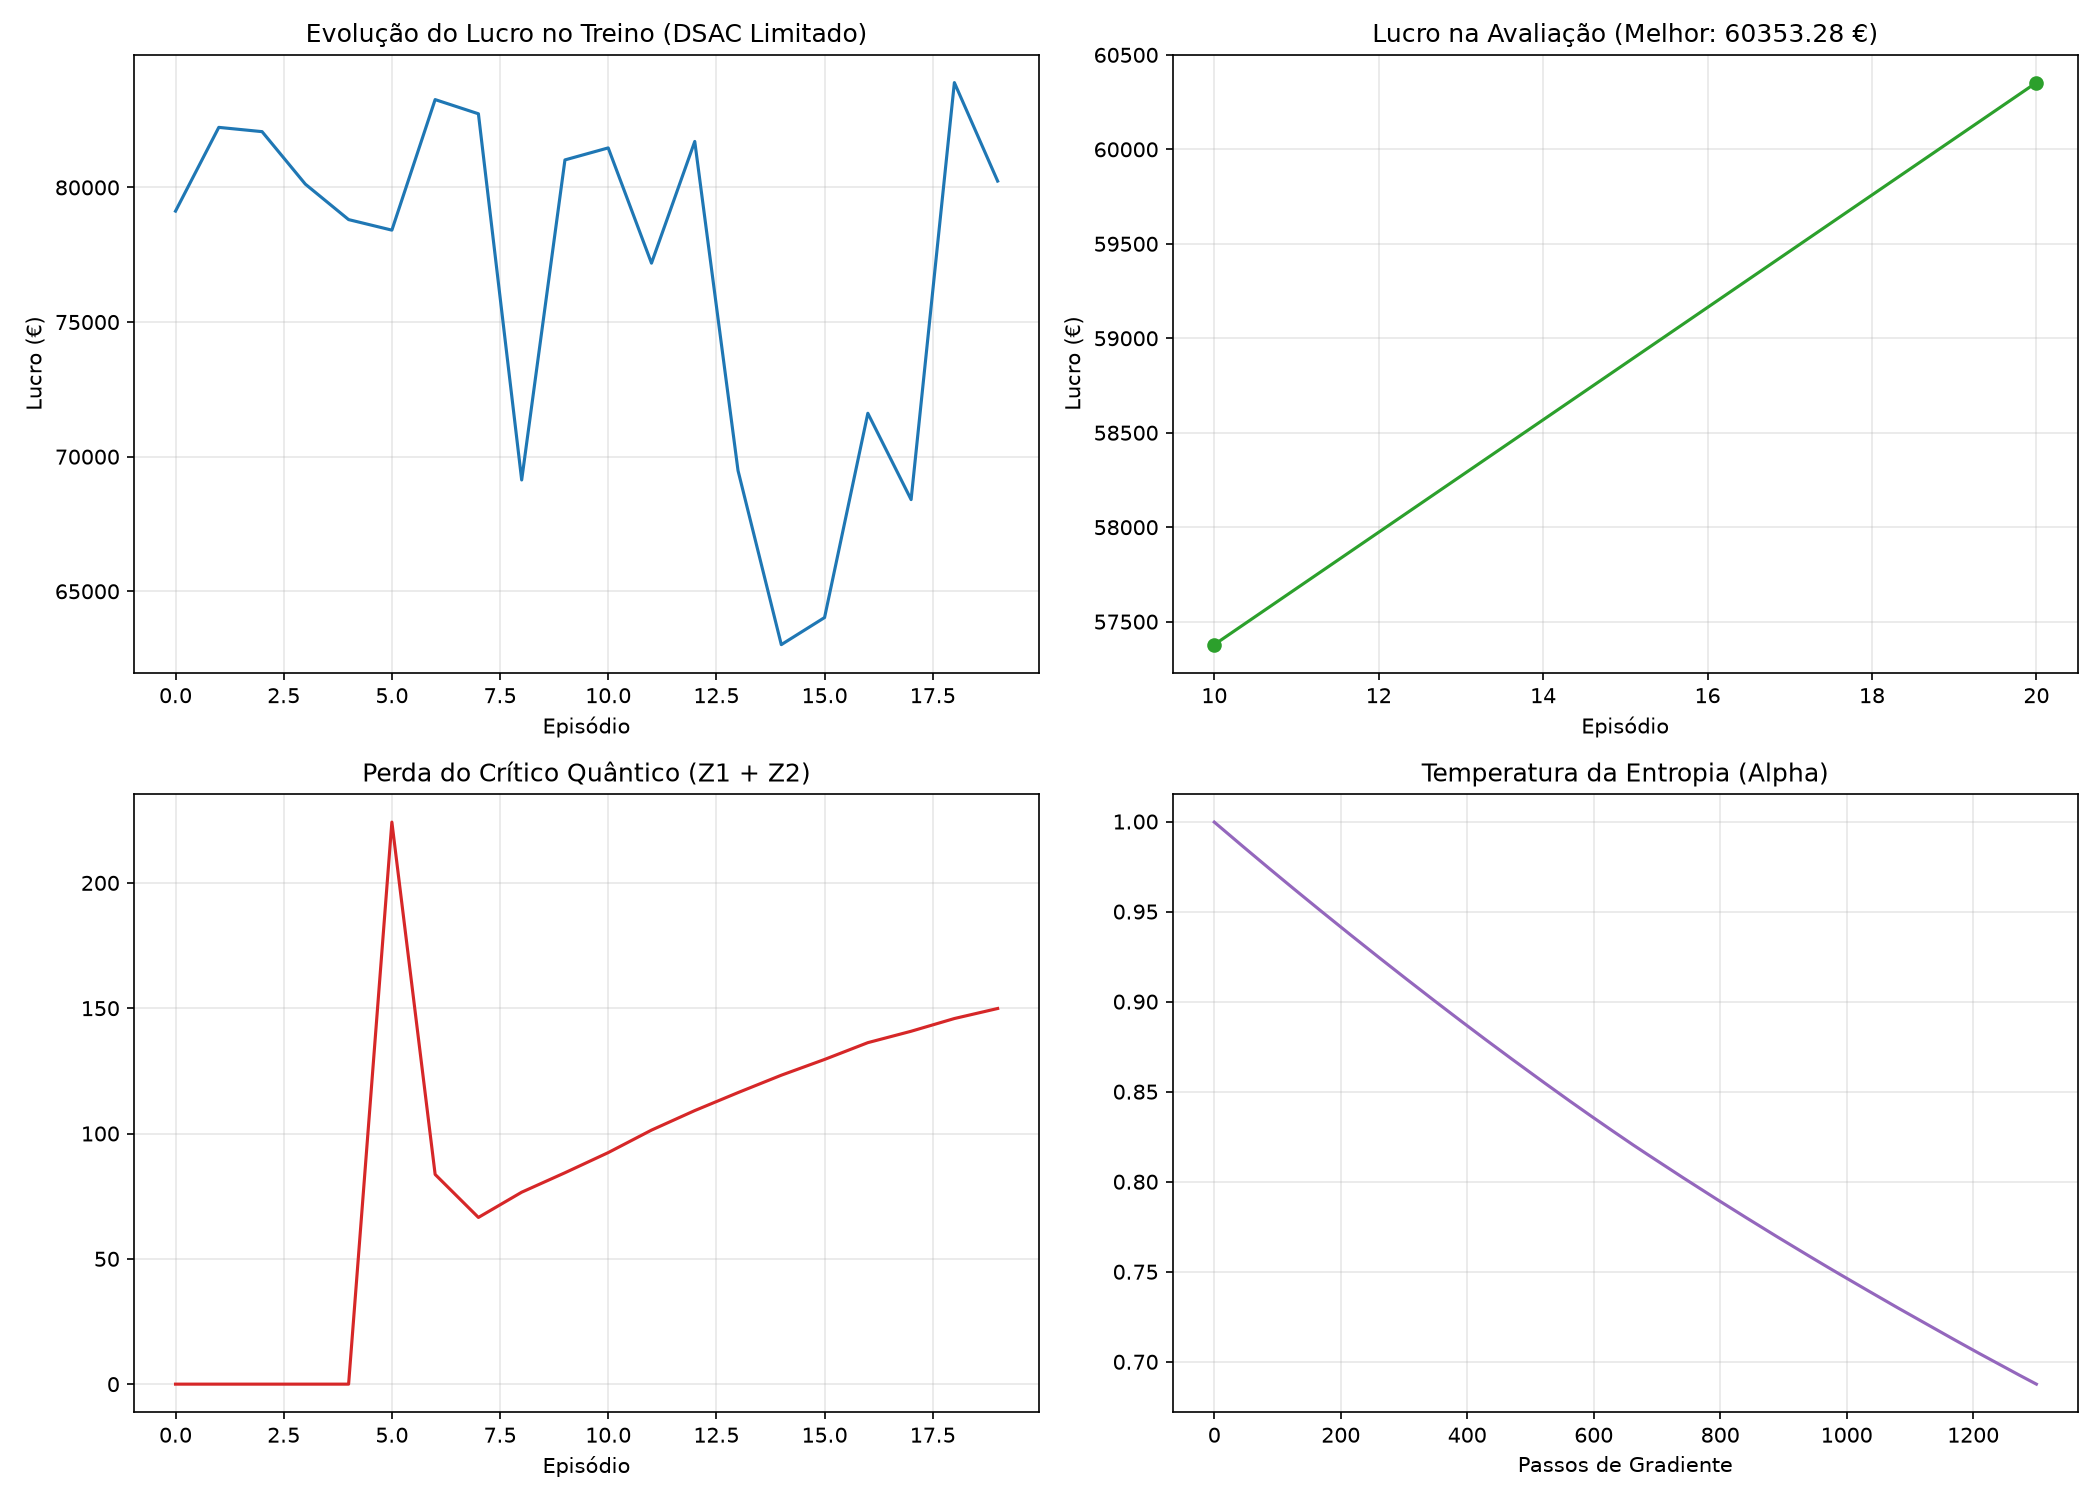 Evolução do Lucro no Treino (DSAC Limitado)
Lucro (€)
80000
75000
70000
65000
0.0 2.5 5.0 7.5 10.0 12.5 15.0 17.5
Episódio
Lucro na Avaliação (Melhor: 60353.28 €)
Lucro (€)
60500
60000
59500
59000
58500
58000
57500
10 12 14 16 18 20
Episódio
Perda do Crítico Quântico (Z1 + Z2)
200
150
100
50
0
0.0 2.5 5.0 7.5 10.0 12.5 15.0 17.5
Episódio
Temperatura da Entropia (Alpha)
1.00
0.95
0.90
0.85
0.80
0.75
0.70
0 200 400 600 800 1000 1200
Passos de Gradiente